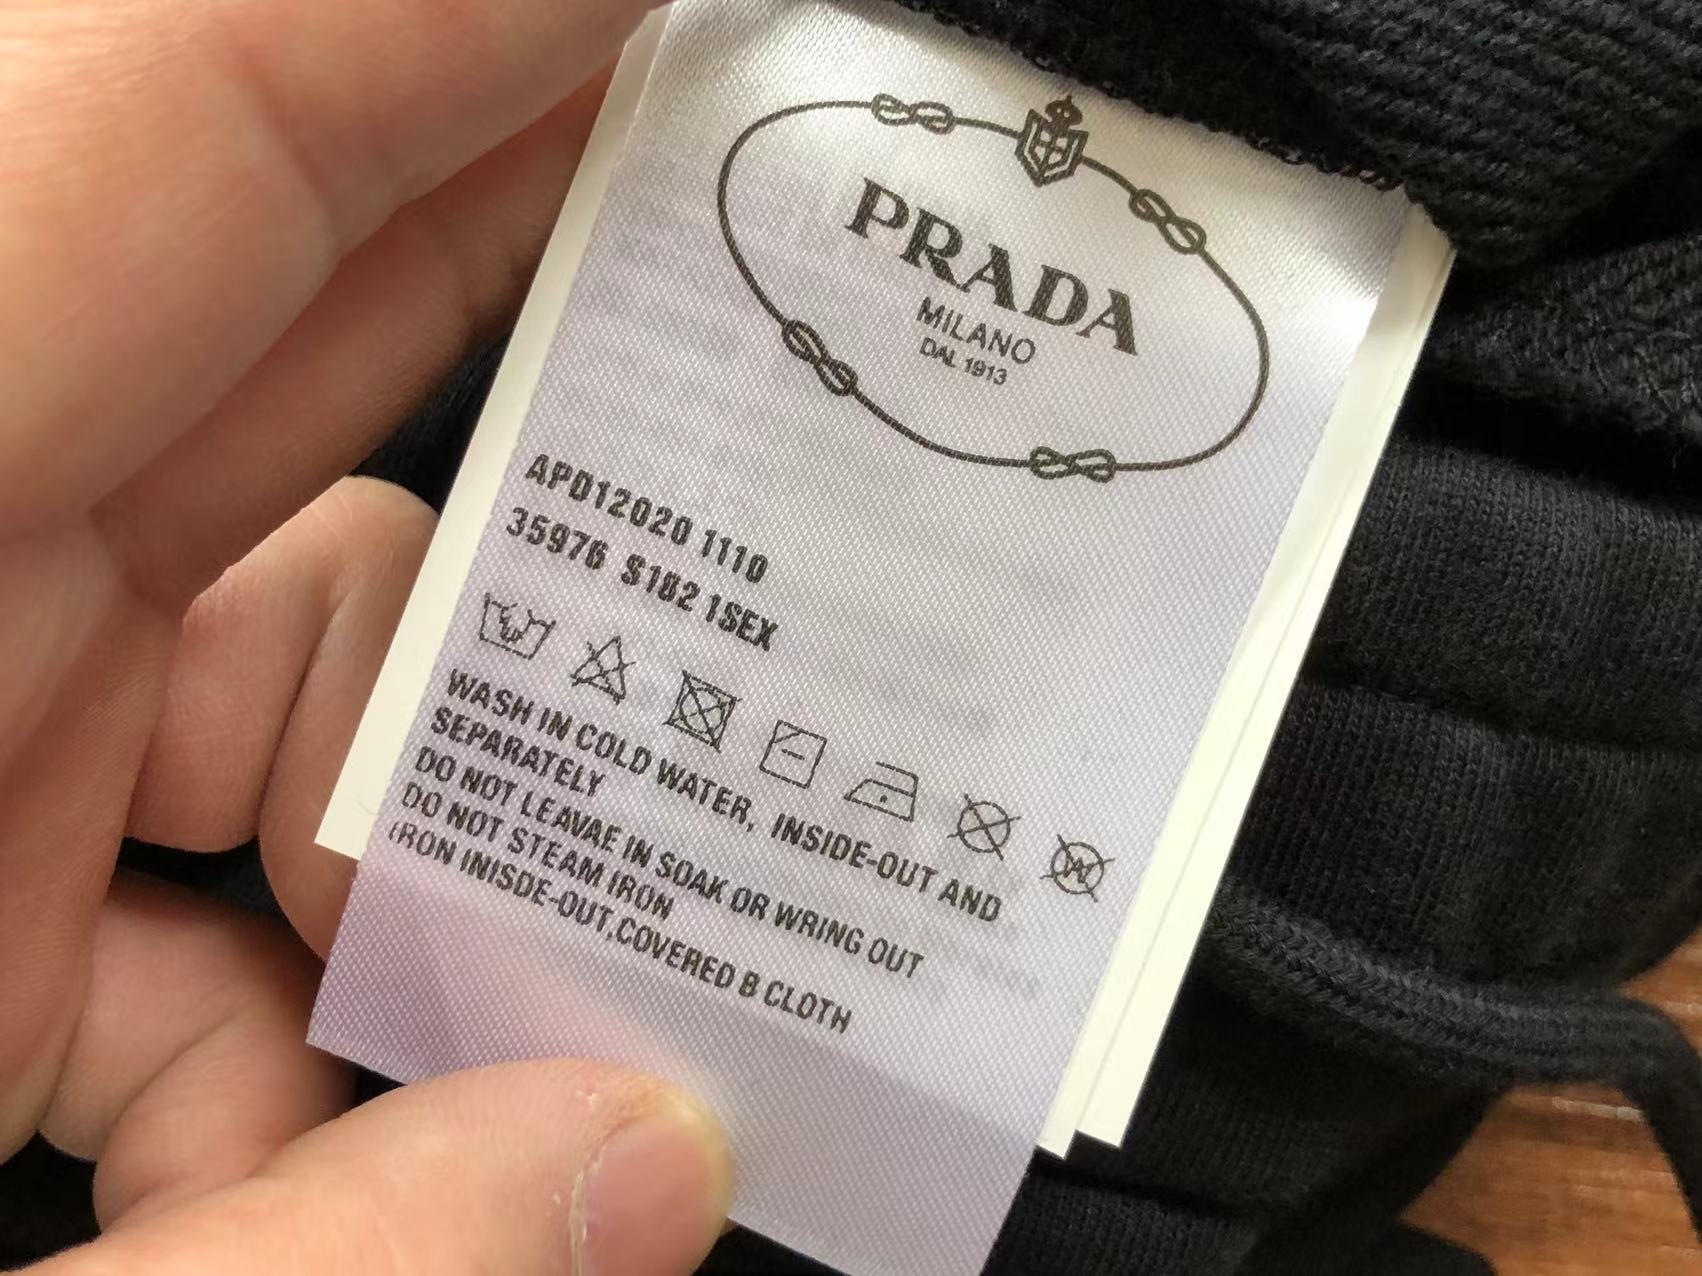 PRADA
MILANO
DAL 1913
APD12020 1110
35976 S182 1SEX
WASH IN COLD WATER, INSIDE-OUT AND
SEPARATELY
DO NOT LEAVAE IN SOAK OR WRING OUT
DO NOT STEAM IRON
IRON INISDE-OUT,COVERED B CLOTH